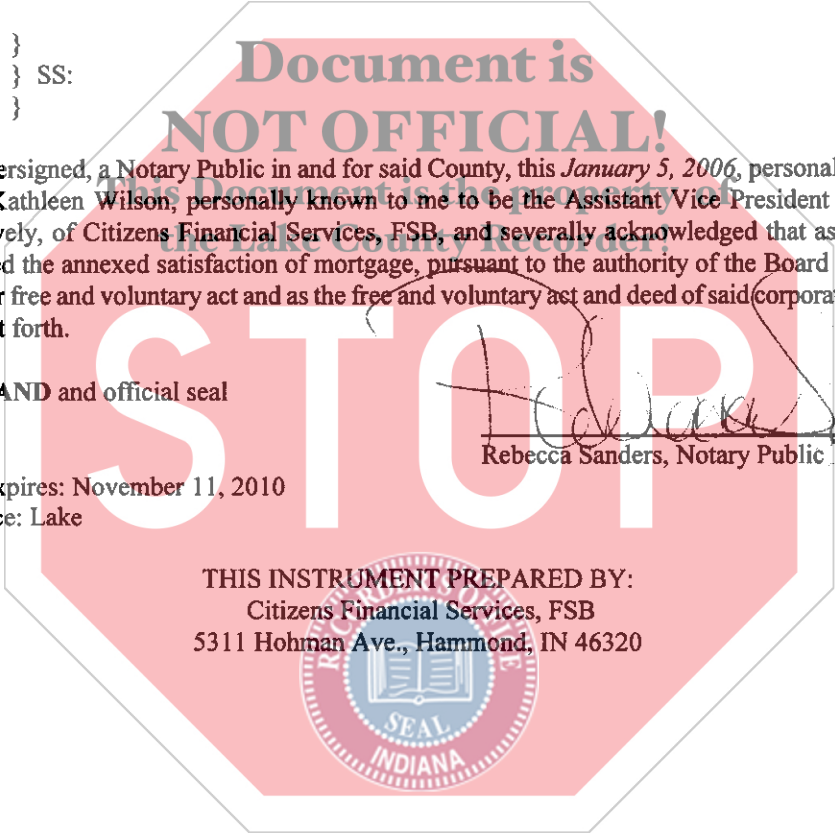 }
} SS:
}
Document is
NOT OFFICIAL!
This Document is the property of
the Lake County Recorder!
STOP
ersigned, a Notary Public in and for said County, this January 5, 2006, personal
Kathleen Wilson, personally known to me to be the Assistant Vice President
vely, of Citizens Financial Services, FSB, and severally acknowledged that as
d the annexed satisfaction of mortgage, pursuant to the authority of the Board
r free and voluntary act and as the free and voluntary act and deed of said corpora
t forth.
AND and official seal
Rebecca Sanders, Notary Public
xpires: November 11, 2010
ce: Lake
THIS INSTRUMENT PREPARED BY:
Citizens Financial Services, FSB
5311 Hohman Ave., Hammond, IN 46320
RECORDER'S OFFICE
SEAL
INDIANA